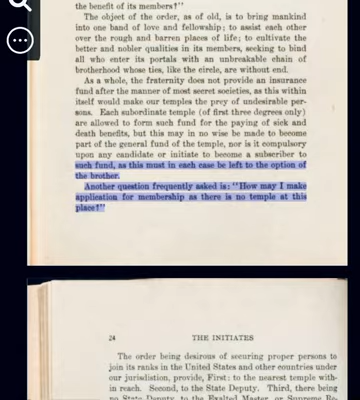 the benefit of its members?"
The object of the order, as of old, is to bring mankind
into one band of love and fellowship; to assist each other
over the rough and barren places of life; to cultivate the
better and nobler qualities in its members, seeking to bind
all who enter its portals with an unbreakable chain of
brotherhood whose ties, like the circle, are without end.
As a whole, the fraternity does not provide an insurance
fund after the manner of most secret societies, as this within
itself would make our temples the prey of undesirable per-
sons. Each subordinate temple (of first three degrees only)
are allowed to form such fund for the paying of sick and
death benefits, but this may in no wise be made to become
part of the general fund of the temple, nor is it compulsory
upon any candidate or initiate to become a subscriber to
such fund, as this must in each case be left to the option of
the brother.
Another question frequently asked is: "How may I make
application for membership as there is no temple at this
place?"
24 THE INITIATES
The order being desirous of securing proper persons to
join its ranks in the United States and other countries under
our jurisdiction, provide, First: to the nearest temple with-
in reach. Second, to the State Deputy. Third, there being
no State Deputy, to the Exalted Master, or Supreme Re-